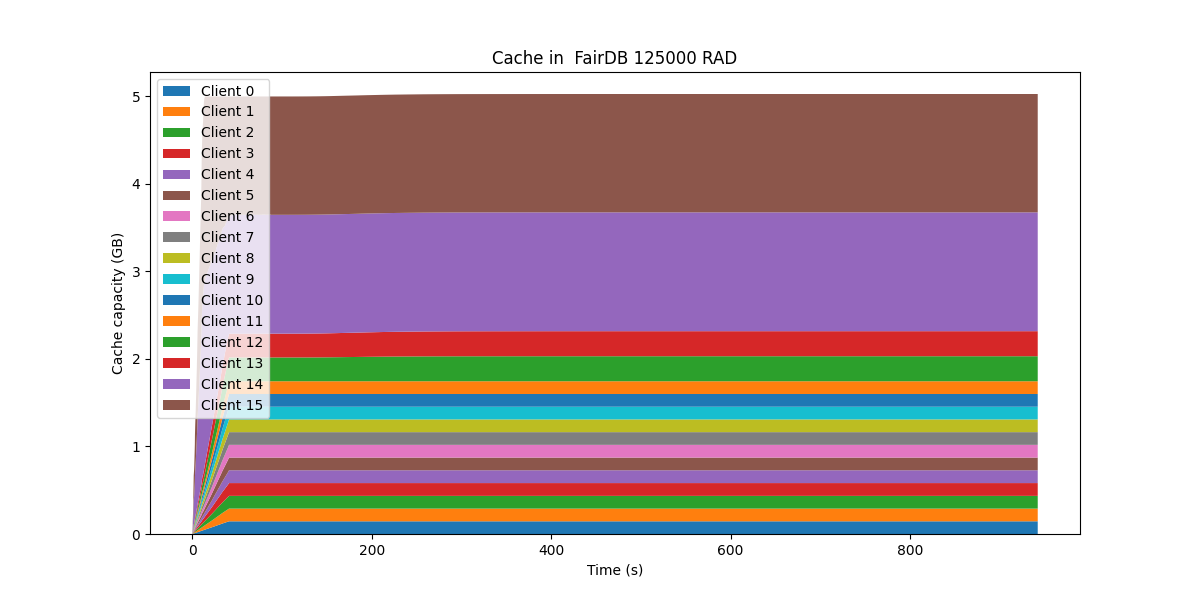 Cache in  FairDB 125000 RAD
Cache capacity (GB)
5
4
3
2
1
0
Client 0
Client 1
Client 2
Client 3
Client 4
Client 5
Client 6
Client 7
Client 8
Client 9
Client 10
Client 11
Client 12
Client 13
Client 14
Client 15
0 200 400 600 800
Time (s)